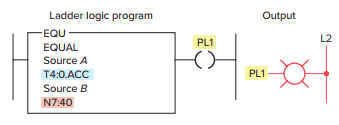 Ladder logic program
Output
EQU
EQUAL
Source A
T4:0.ACC
Source B
N7:40
PL1
L2
PL1